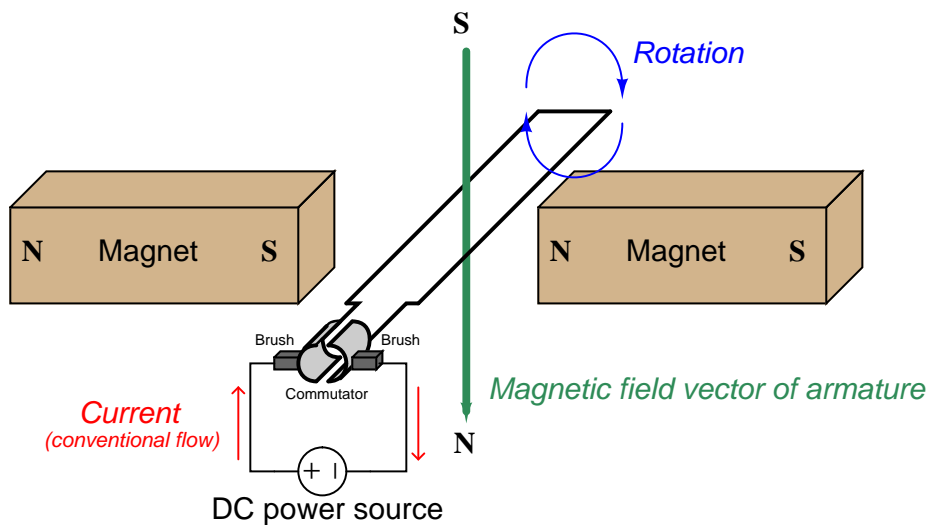 S
Rotation
N Magnet S
N Magnet S
Brush
Brush
Commutator
Magnetic field vector of armature
Current
(conventional flow)
N
+ -
DC power source